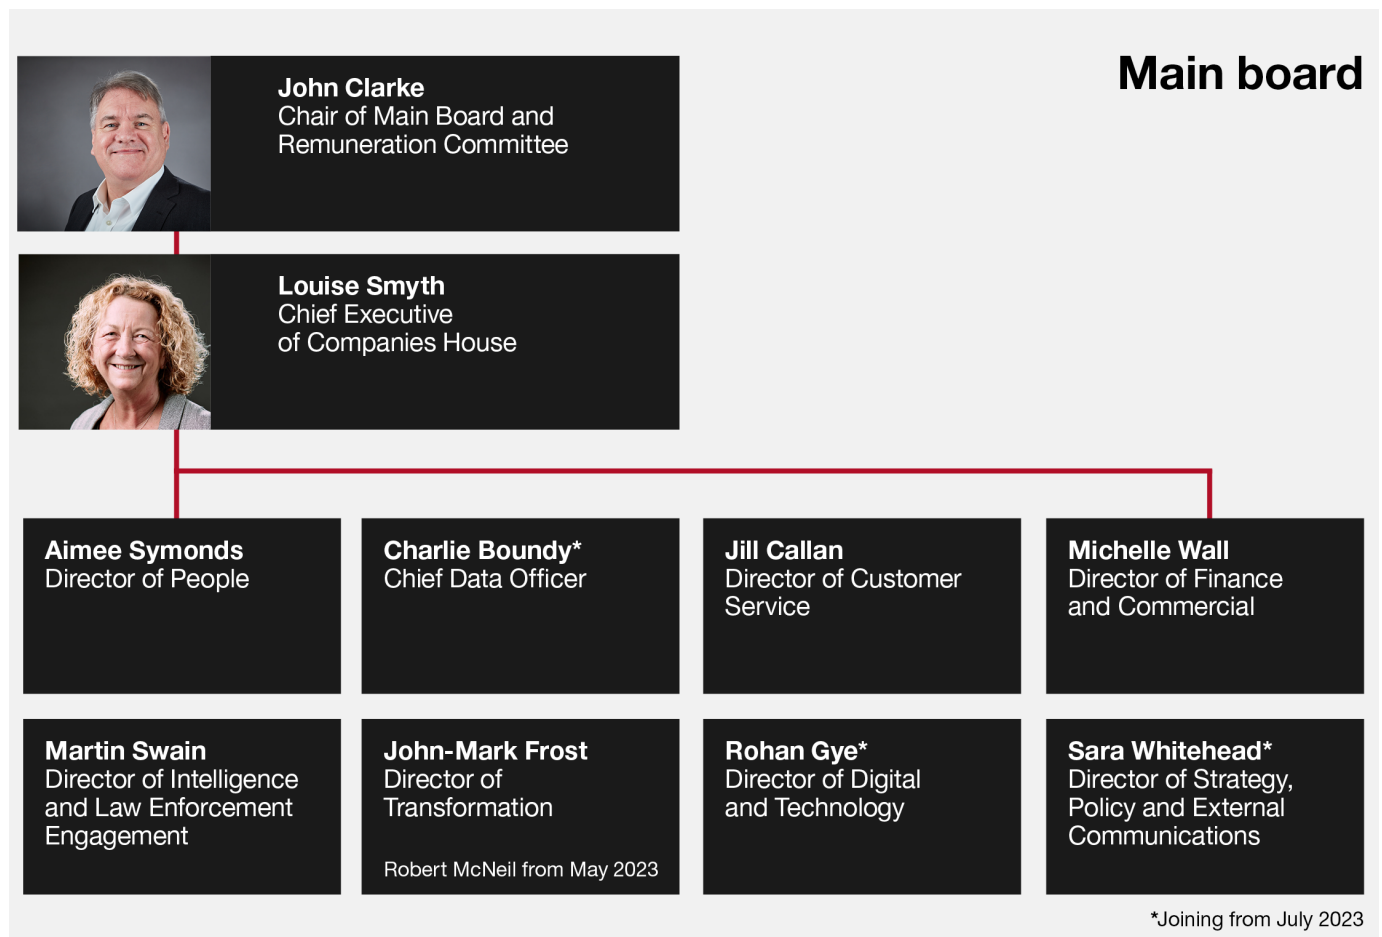 Main board
John Clarke
Chair of Main Board and
Remuneration Committee
Louise Smyth
Chief Executive
of Companies House
Aimee Symonds
Director of People
Charlie Boundy*
Chief Data Officer
Jill Callan
Director of Customer
Service
Michelle Wall
Director of Finance
and Commercial
Martin Swain
Director of Intelligence
and Law Enforcement
Engagement
John-Mark Frost
Director of
Transformation
Robert McNeil from May 2023
Rohan Gye*
Director of Digital
and Technology
Sara Whitehead*
Director of Strategy,
Policy and External
Communications
*Joining from July 2023